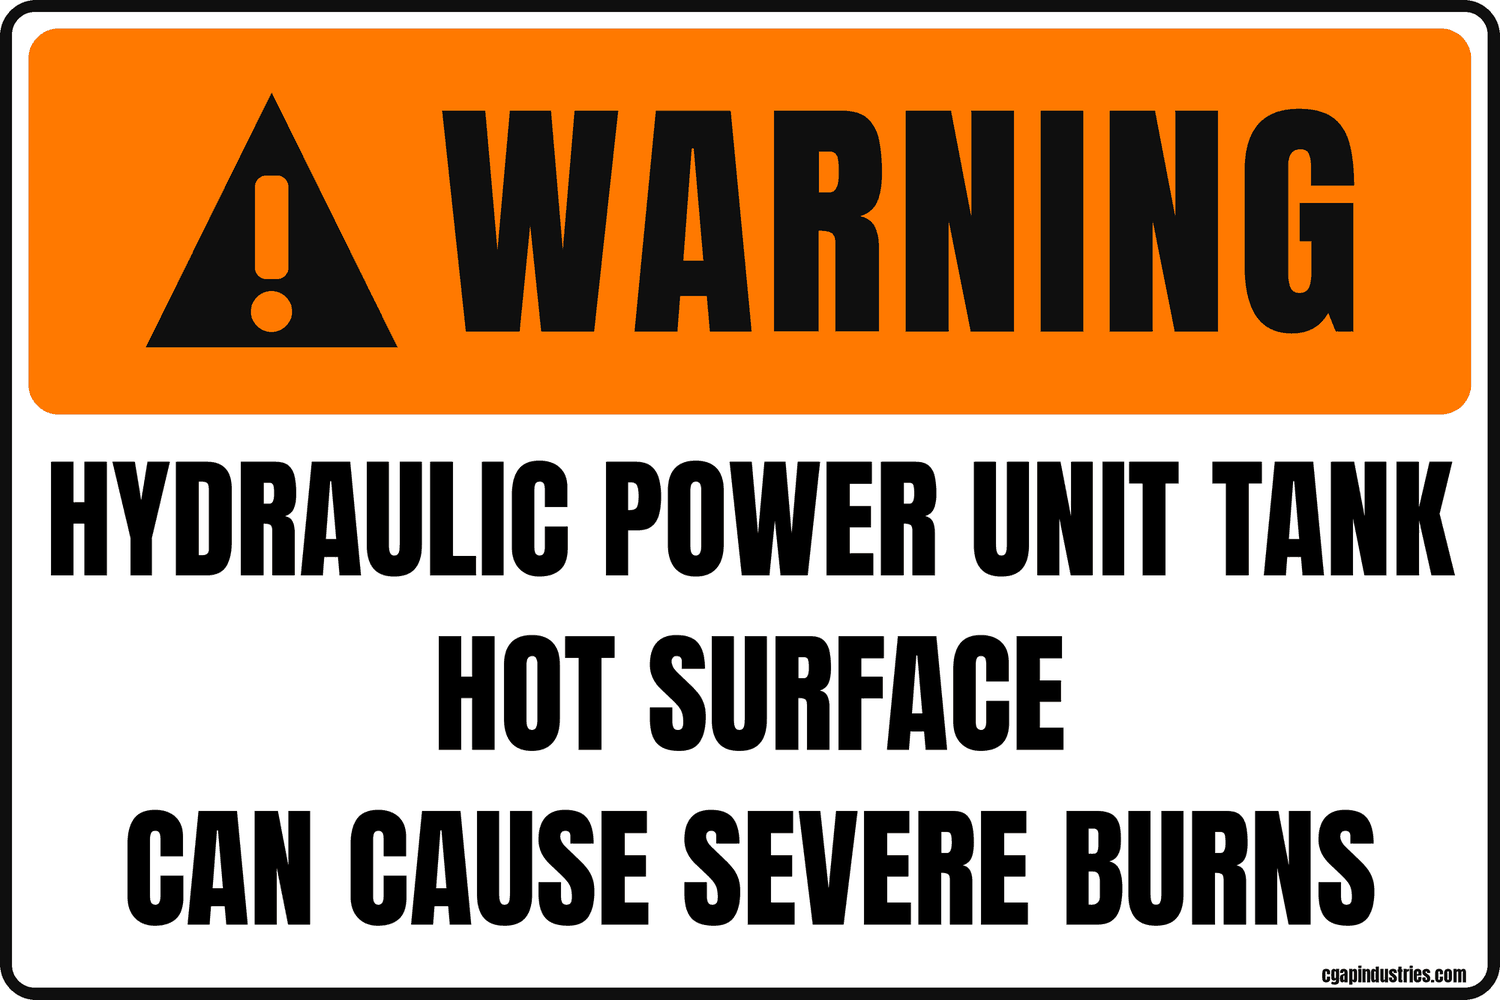 WARNING
HYDRAULIC POWER UNIT TANK
HOT SURFACE
CAN CAUSE SEVERE BURNS
cgapindustries.com